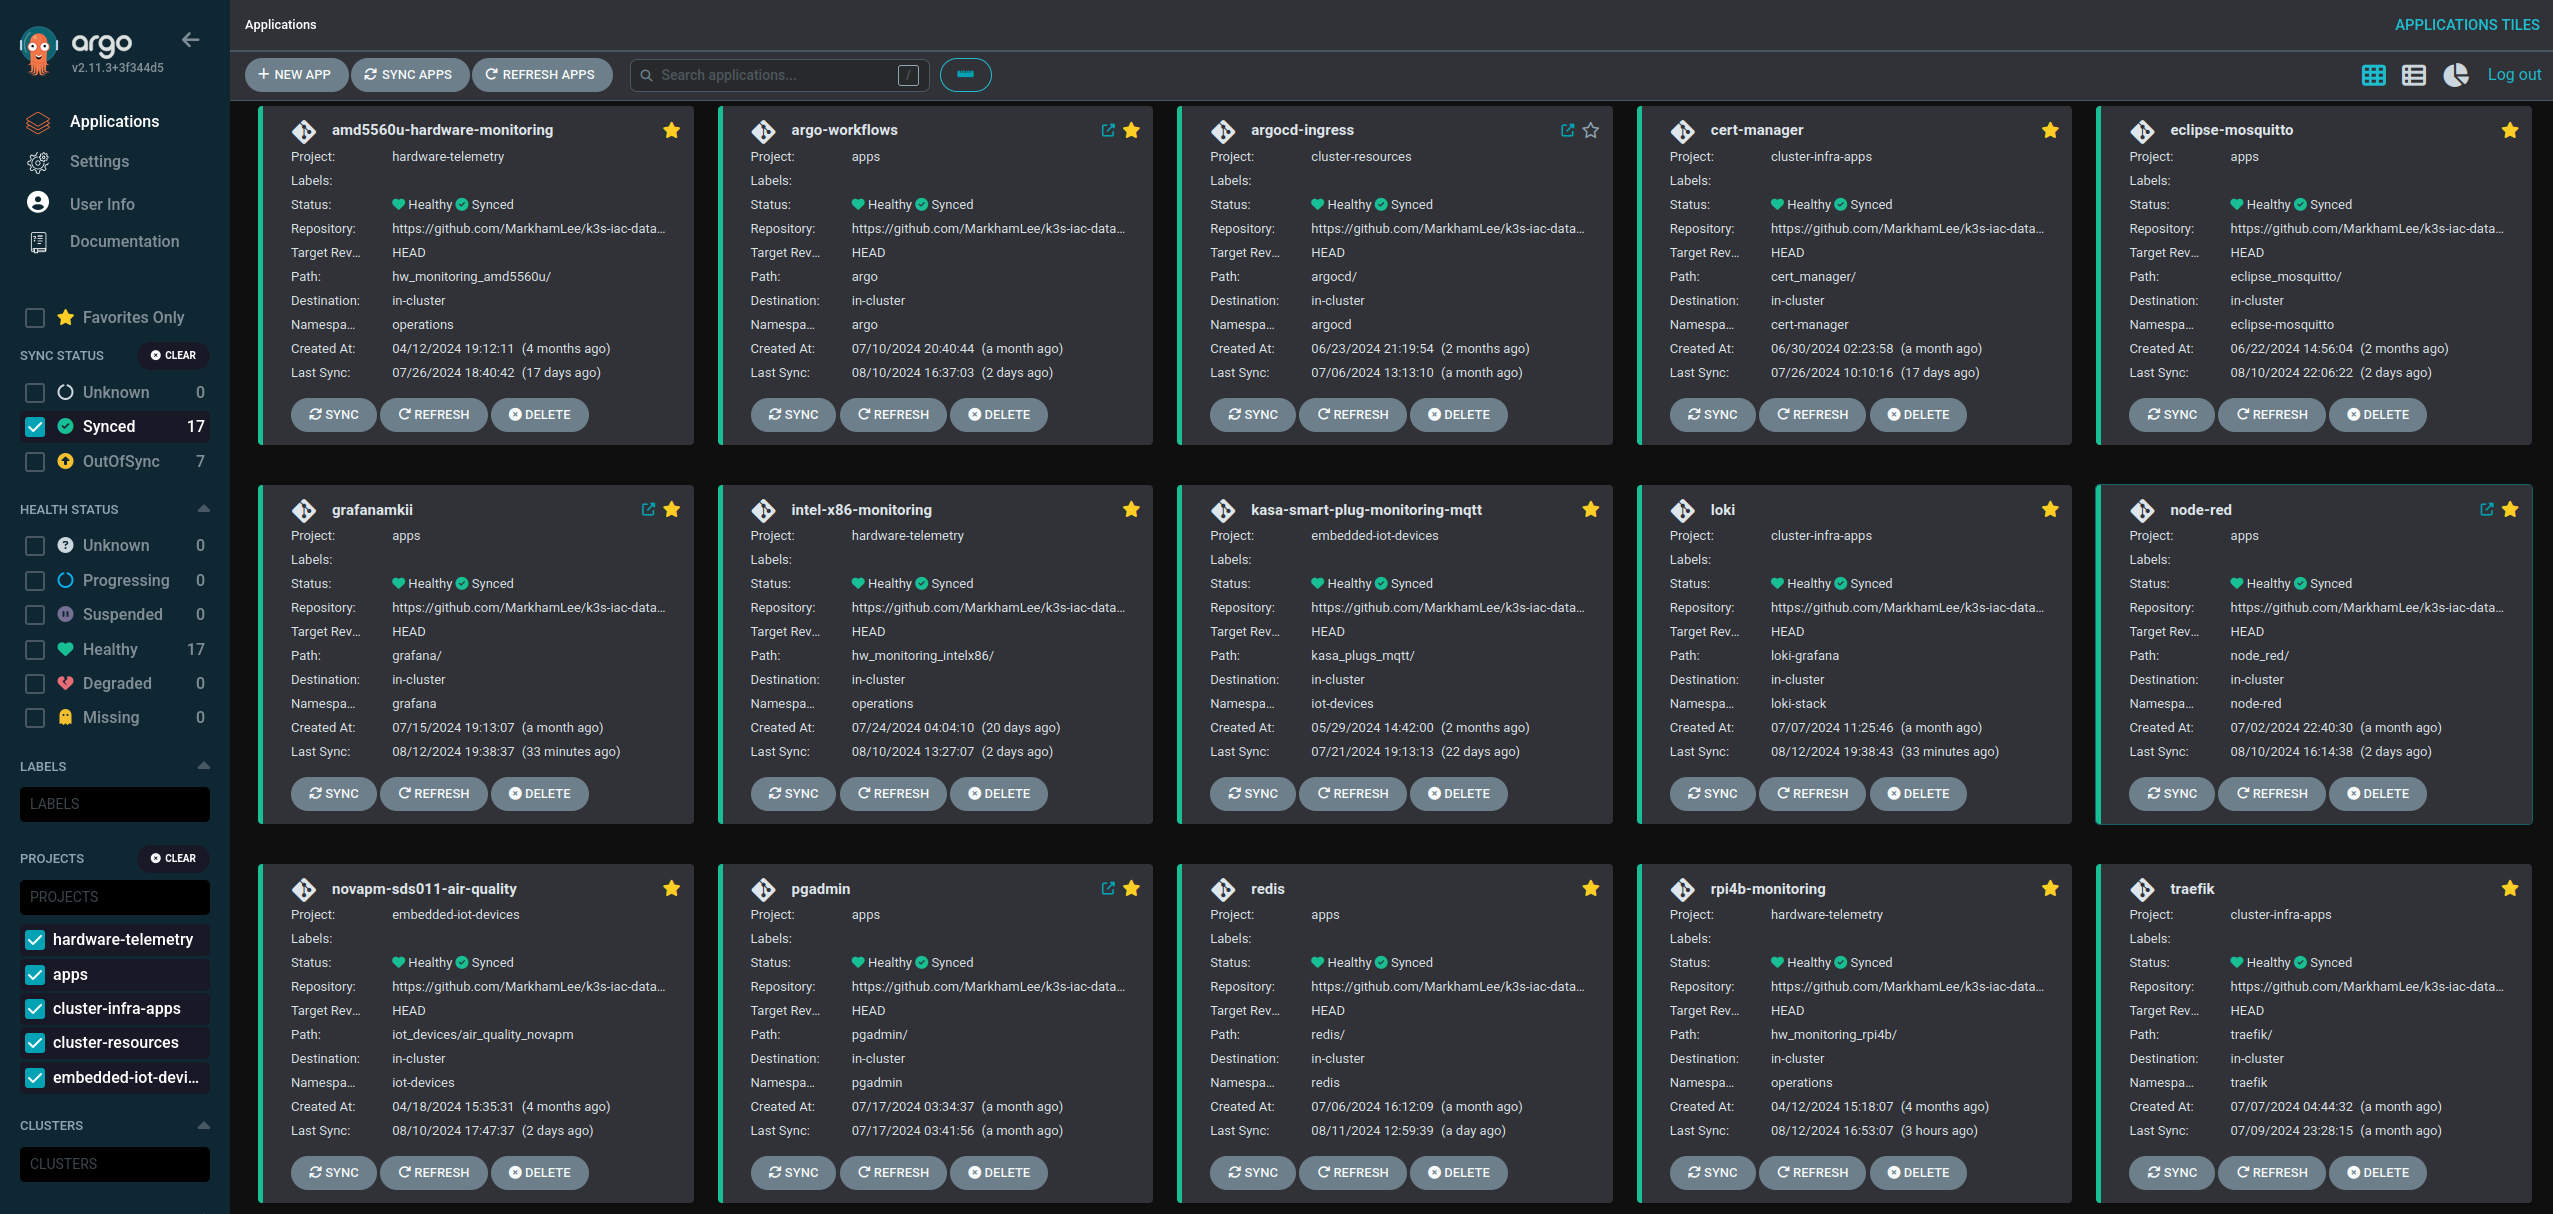 argo
v2.11.3+3f344d5
Applications
Settings
User Info
Documentation
Favorites Only
SYNC STATUS CLEAR
Unknown 0
Synced 17
OutOfSync 7
HEALTH STATUS
Unknown 0
Progressing 0
Suspended 0
Healthy 17
Degraded 0
Missing 0
LABELS
LABELS
PROJECTS CLEAR
PROJECTS
hardware-telemetry
apps
cluster-infra-apps
cluster-resources
embedded-iot-devi...
CLUSTERS
CLUSTERS
Applications APPLICATIONS TILES
+ NEW APP SYNC APPS REFRESH APPS Search applications... / Log out
amd5560u-hardware-monitoring
Project: hardware-telemetry
Labels:
Status: Healthy Synced
Repository: https://github.com/MarkhamLee/k3s-iac-data...
Target Rev... HEAD
Path: hw_monitoring_amd5560u/
Destination: in-cluster
Namespa... operations
Created At: 04/12/2024 19:12:11 (4 months ago)
Last Sync: 07/26/2024 18:40:42 (17 days ago)
SYNC REFRESH DELETE
argo-workflows
Project: apps
Labels:
Status: Healthy Synced
Repository: https://github.com/MarkhamLee/k3s-iac-data...
Target Rev... HEAD
Path: argo
Destination: in-cluster
Namespa... argo
Created At: 07/10/2024 20:40:44 (a month ago)
Last Sync: 08/10/2024 16:37:03 (2 days ago)
SYNC REFRESH DELETE
argocd-ingress
Project: cluster-resources
Labels:
Status: Healthy Synced
Repository: https://github.com/MarkhamLee/k3s-iac-data...
Target Rev... HEAD
Path: argocd/
Destination: in-cluster
Namespa... argocd
Created At: 06/23/2024 21:19:54 (2 months ago)
Last Sync: 07/06/2024 13:13:10 (a month ago)
SYNC REFRESH DELETE
cert-manager
Project: cluster-infra-apps
Labels:
Status: Healthy Synced
Repository: https://github.com/MarkhamLee/k3s-iac-data...
Target Rev... HEAD
Path: cert_manager/
Destination: in-cluster
Namespa... cert-manager
Created At: 06/30/2024 02:23:58 (a month ago)
Last Sync: 07/26/2024 10:10:16 (17 days ago)
SYNC REFRESH DELETE
eclipse-mosquitto
Project: apps
Labels:
Status: Healthy Synced
Repository: https://github.com/MarkhamLee/k3s-iac-data...
Target Rev... HEAD
Path: eclipse_mosquitto/
Destination: in-cluster
Namespa... eclipse-mosquitto
Created At: 06/22/2024 14:56:04 (2 months ago)
Last Sync: 08/10/2024 22:06:22 (2 days ago)
SYNC REFRESH DELETE
grafanamkii
Project: apps
Labels:
Status: Healthy Synced
Repository: https://github.com/MarkhamLee/k3s-iac-data...
Target Rev... HEAD
Path: grafana/
Destination: in-cluster
Namespa... grafana
Created At: 07/15/2024 19:13:07 (a month ago)
Last Sync: 08/12/2024 19:38:37 (33 minutes ago)
SYNC REFRESH DELETE
intel-x86-monitoring
Project: hardware-telemetry
Labels:
Status: Healthy Synced
Repository: https://github.com/MarkhamLee/k3s-iac-data...
Target Rev... HEAD
Path: hw_monitoring_intelx86/
Destination: in-cluster
Namespa... operations
Created At: 07/24/2024 04:04:10 (20 days ago)
Last Sync: 08/10/2024 13:27:07 (2 days ago)
SYNC REFRESH DELETE
kasa-smart-plug-monitoring-mqtt
Project: embedded-iot-devices
Labels:
Status: Healthy Synced
Repository: https://github.com/MarkhamLee/k3s-iac-data...
Target Rev... HEAD
Path: kasa_plugs_mqtt/
Destination: in-cluster
Namespa... iot-devices
Created At: 05/29/2024 14:42:00 (2 months ago)
Last Sync: 07/21/2024 19:13:13 (22 days ago)
SYNC REFRESH DELETE
loki
Project: cluster-infra-apps
Labels:
Status: Healthy Synced
Repository: https://github.com/MarkhamLee/k3s-iac-data...
Target Rev... HEAD
Path: loki-grafana
Destination: in-cluster
Namespa... loki-stack
Created At: 07/07/2024 11:25:46 (a month ago)
Last Sync: 08/12/2024 19:38:43 (33 minutes ago)
SYNC REFRESH DELETE
node-red
Project: apps
Labels:
Status: Healthy Synced
Repository: https://github.com/MarkhamLee/k3s-iac-data...
Target Rev... HEAD
Path: node_red/
Destination: in-cluster
Namespa... node-red
Created At: 07/02/2024 22:40:30 (a month ago)
Last Sync: 08/10/2024 16:14:38 (2 days ago)
SYNC REFRESH DELETE
novapm-sds011-air-quality
Project: embedded-iot-devices
Labels:
Status: Healthy Synced
Repository: https://github.com/MarkhamLee/k3s-iac-data...
Target Rev... HEAD
Path: iot_devices/air_quality_novapm
Destination: in-cluster
Namespa... iot-devices
Created At: 04/18/2024 15:35:31 (4 months ago)
Last Sync: 08/10/2024 17:47:37 (2 days ago)
SYNC REFRESH DELETE
pgadmin
Project: apps
Labels:
Status: Healthy Synced
Repository: https://github.com/MarkhamLee/k3s-iac-data...
Target Rev... HEAD
Path: pgadmin/
Destination: in-cluster
Namespa... pgadmin
Created At: 07/17/2024 03:34:37 (a month ago)
Last Sync: 07/17/2024 03:41:56 (a month ago)
SYNC REFRESH DELETE
redis
Project: apps
Labels:
Status: Healthy Synced
Repository: https://github.com/MarkhamLee/k3s-iac-data...
Target Rev... HEAD
Path: redis/
Destination: in-cluster
Namespa... redis
Created At: 07/06/2024 16:12:09 (a month ago)
Last Sync: 08/11/2024 12:59:39 (a day ago)
SYNC REFRESH DELETE
rpi4b-monitoring
Project: hardware-telemetry
Labels:
Status: Healthy Synced
Repository: https://github.com/MarkhamLee/k3s-iac-data...
Target Rev... HEAD
Path: hw_monitoring_rpi4b/
Destination: in-cluster
Namespa... operations
Created At: 04/12/2024 15:18:07 (4 months ago)
Last Sync: 08/12/2024 16:53:07 (3 hours ago)
SYNC REFRESH DELETE
traefik
Project: cluster-infra-apps
Labels:
Status: Healthy Synced
Repository: https://github.com/MarkhamLee/k3s-iac-data...
Target Rev... HEAD
Path: traefik/
Destination: in-cluster
Namespa... traefik
Created At: 07/07/2024 04:44:32 (a month ago)
Last Sync: 07/09/2024 23:28:15 (a month ago)
SYNC REFRESH DELETE